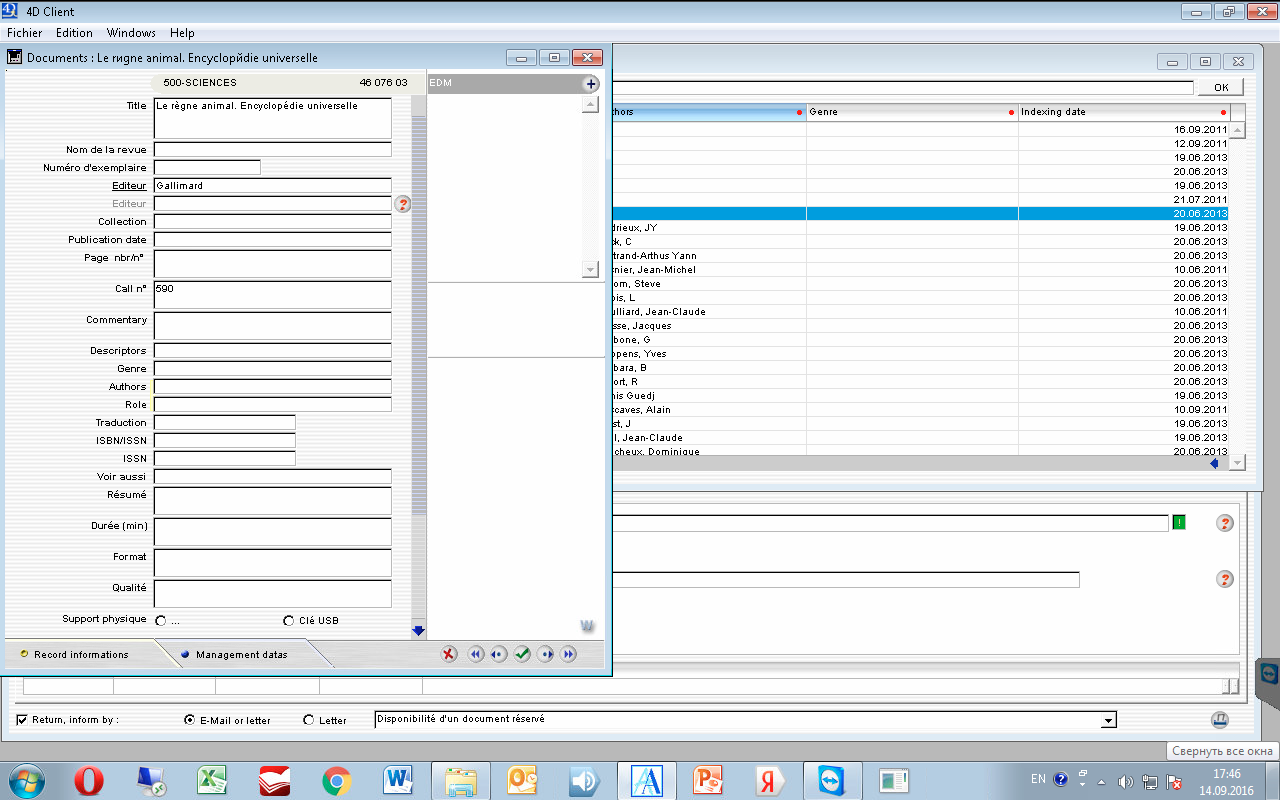 4D Client
Fichier Edition Windows Help
Documents : Le rиgne animal. Encyclopйdie universelle
500-SCIENCES 46 076 03
EDM
Title Le règne animal. Encyclopédie universelle
Nom de la revue
Numéro d'exemplaire
Editeur Gallimard
Editeur
Collection
Publication date
Page nbr/n°
Call n° 590
Commentary
Descriptors
Genre
Authors
Role
Traduction
ISBN/ISSN
ISSN
Voir aussi
Résumé
Durée (min)
Format
Qualité
Support physique ... Clé USB
Record informations Management datas
OK
thors Genre Indexing date
16.09.2011
12.09.2011
19.06.2013
20.06.2013
19.06.2013
21.07.2011
20.06.2013
drieux, JY 19.06.2013
k, C 20.06.2013
trand-Arthus Yann 20.06.2013
nier, Jean-Michel 10.09.2011
orn, Steve 20.06.2013
ois, L 20.06.2013
ulliard, Jean-Claude 10.09.2011
sse, Jacques 20.06.2013
bone, G 20.06.2013
opens, Yves 20.06.2013
bara, B 20.06.2013
ort, R 20.06.2013
nis Guedj 19.06.2013
scaves, Alain 10.09.2011
st, J 19.06.2013
l, Jean-Claude 19.06.2013
cheux, Dominique 20.06.2013
Return, inform by : E-Mail or letter Letter Disponibilité d'un document réservé
Свернуть все окна
EN 17:46
14.09.2016